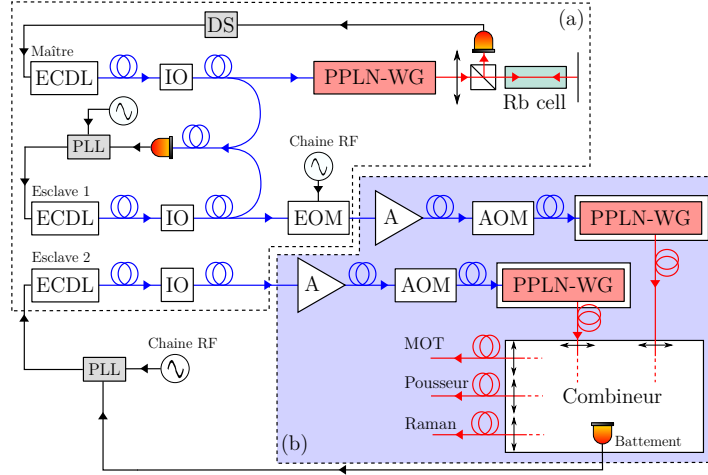 DS
(a)
Maître
ECDL
IO
PPLN-WG
Rb cell
PLL
Chaine RF
Esclave 1
ECDL
IO
EOM
A
AOM
PPLN-WG
Esclave 2
ECDL
IO
A
AOM
PPLN-WG
Chaine RF
PLL
MOT
Pousseur
Raman
Combineur
Battement
(b)